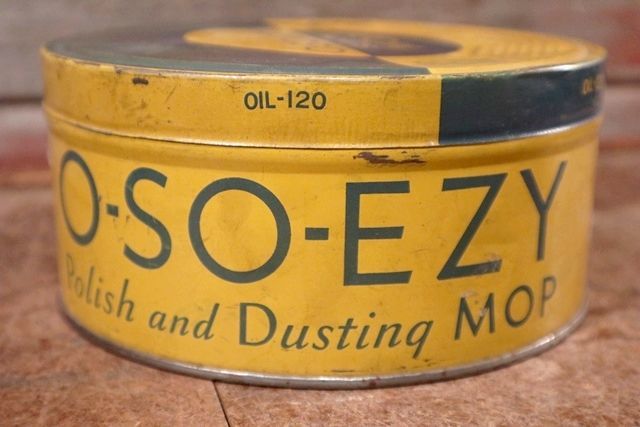 OIL-120
O-SO-EZY
Polish and Dusting MOP